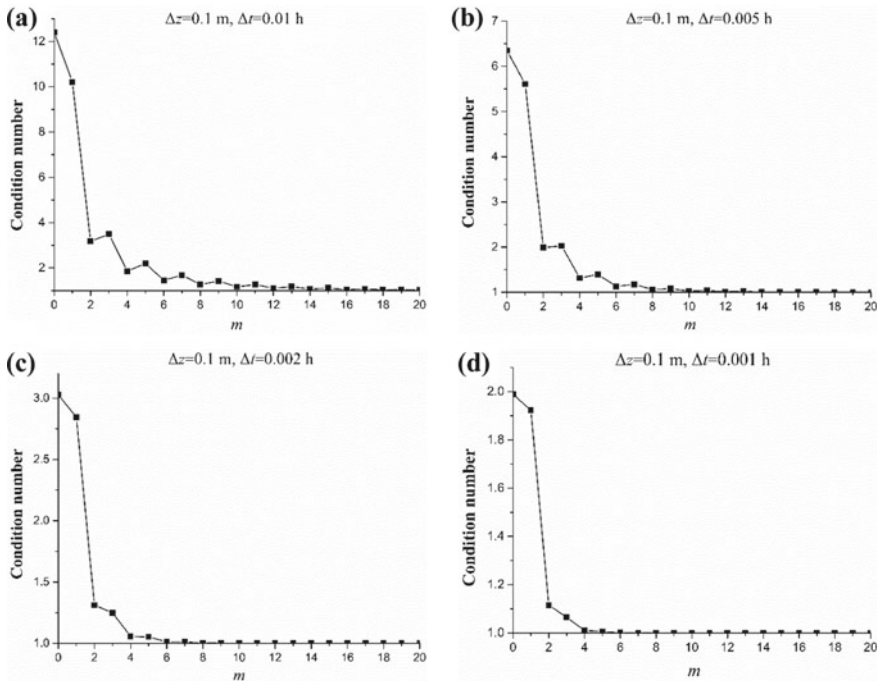 (a)
Δz=0.1 m, Δt=0.01 h
Condition number
12
10
8
6
4
2
0 2 4 6 8 10 12 14 16 18 20
m
(b)
Δz=0.1 m, Δt=0.005 h
Condition number
7
6
5
4
3
2
1
0 2 4 6 8 10 12 14 16 18 20
m
(c)
Δz=0.1 m, Δt=0.002 h
Condition number
3.0
2.5
2.0
1.5
1.0
0 2 4 6 8 10 12 14 16 18 20
m
(d)
Δz=0.1 m, Δt=0.001 h
Condition number
2.0
1.8
1.6
1.4
1.2
1.0
0 2 4 6 8 10 12 14 16 18 20
m